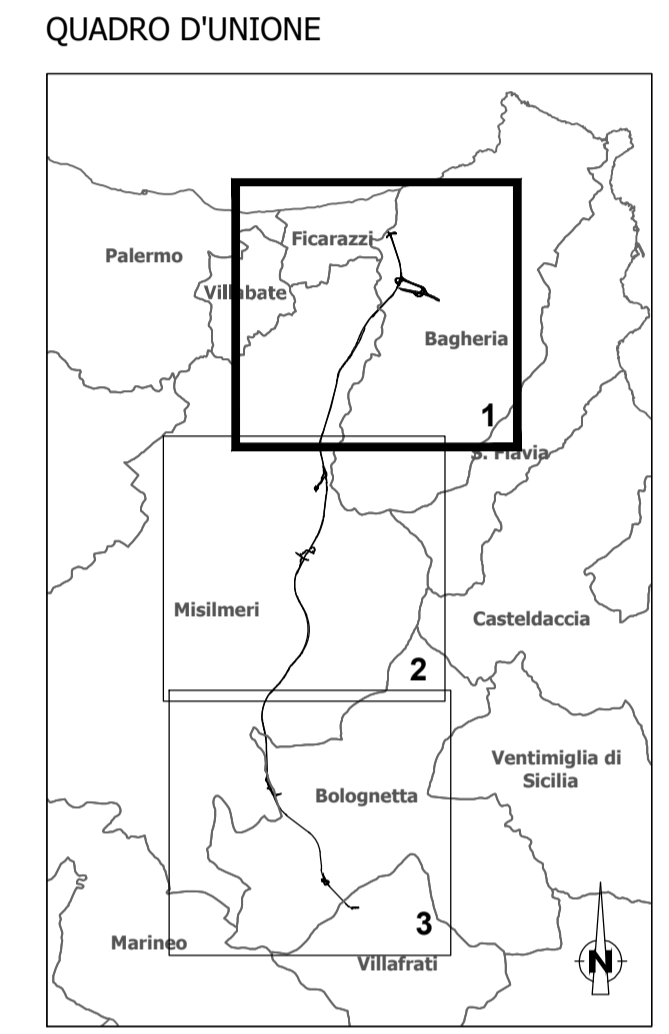 QUADRO D'UNIONE
Ficarazzi
Palermo
Villabate
Bagheria
1
S. Flavia
Misilmeri
Casteldaccia
2
Ventimiglia di
Sicilia
Bolognetta
3
Marineo
Villafrati
N